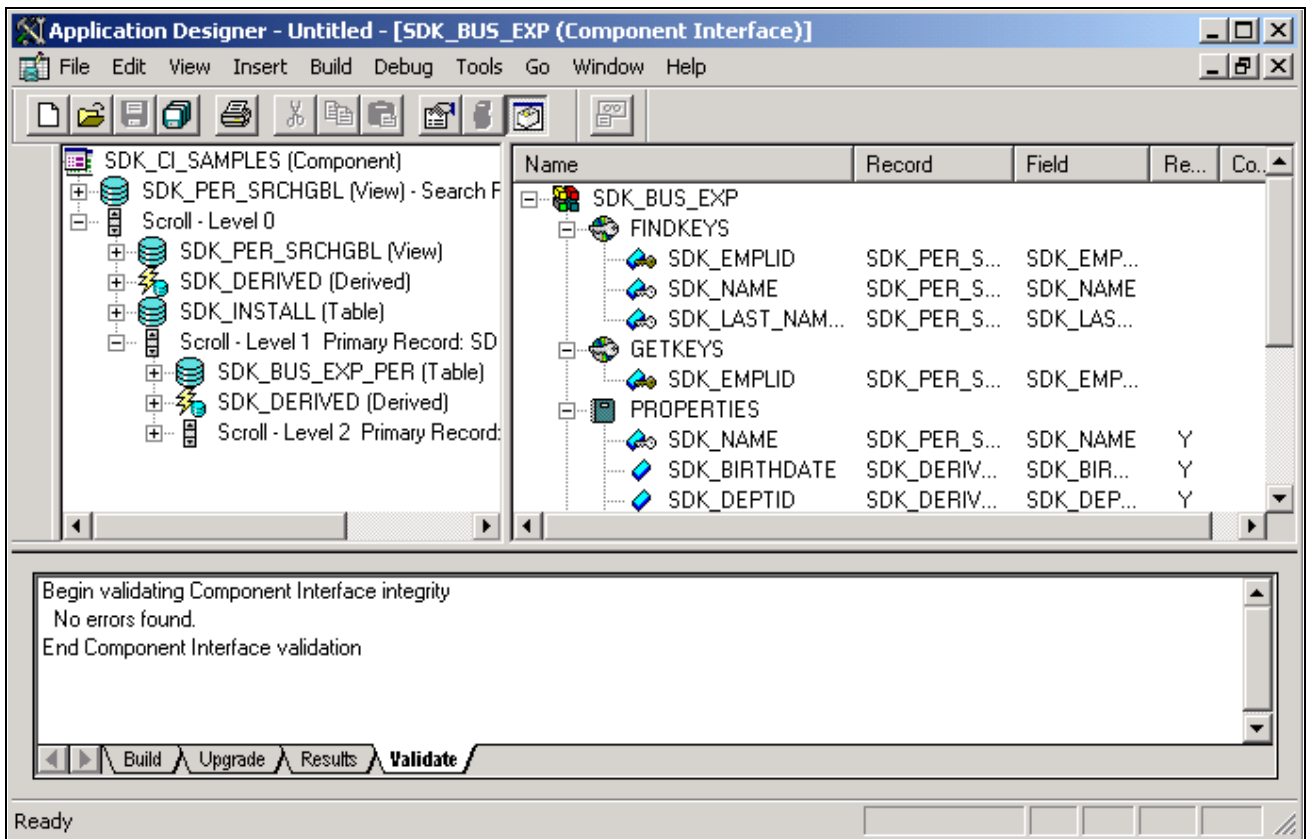 Application Designer - Untitled - [SDK_BUS_EXP (Component Interface)]
File Edit View Insert Build Debug Tools Go Window Help
SDK_CI_SAMPLES (Component)
SDK_PER_SRCHGBL (View) - Search F
Scroll - Level 0
SDK_PER_SRCHGBL (View)
SDK_DERIVED (Derived)
SDK_INSTALL (Table)
Scroll - Level 1 Primary Record: SD
SDK_BUS_EXP_PER (Table)
SDK_DERIVED (Derived)
Scroll - Level 2 Primary Record:
Name Record Field Re... Co...
SDK_BUS_EXP
FINDKEYS
SDK_EMPLID SDK_PER_S... SDK_EMP...
SDK_NAME SDK_PER_S... SDK_NAME
SDK_LAST_NAM... SDK_PER_S... SDK_LAS...
GETKEYS
SDK_EMPLID SDK_PER_S... SDK_EMP...
PROPERTIES
SDK_NAME SDK_PER_S... SDK_NAME Y
SDK_BIRTHDATE SDK_DERIV... SDK_BIR... Y
SDK_DEPTID SDK_DERIV... SDK_DEP... Y
Begin validating Component Interface integrity
No errors found.
End Component Interface validation
Build Upgrade Results Validate
Ready